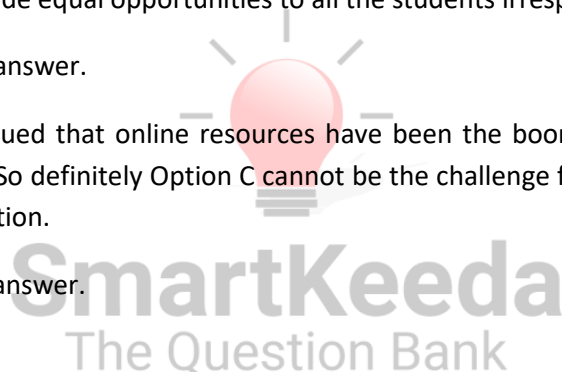 de equal opportunities to all the students irresp
answer.
ued that online resources have been the boon
So definitely Option C cannot be the challenge f
tion.
answer.
SmartKeeda
The Question Bank